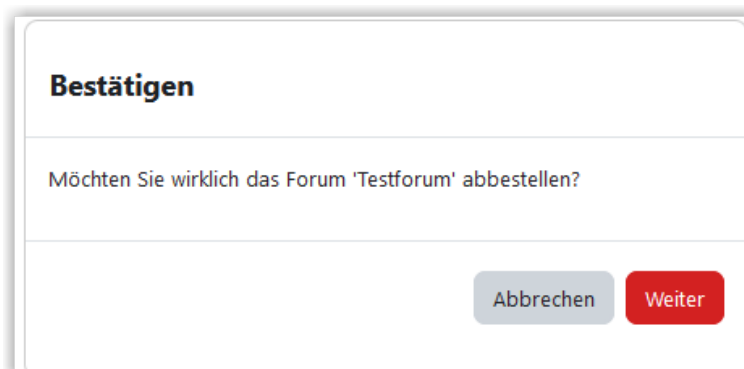 Bestätigen
Möchten Sie wirklich das Forum 'Testforum' abbestellen?
Abbrechen
Weiter